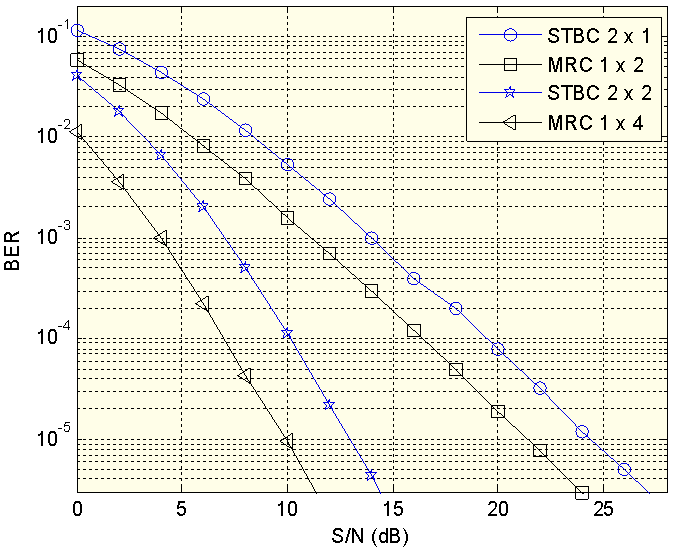 STBC 2 x 1
MRC 1 x 2
STBC 2 x 2
MRC 1 x 4
10^-1
10^-2
10^-3
10^-4
10^-5
BER
0 5 10 15 20 25
S/N (dB)